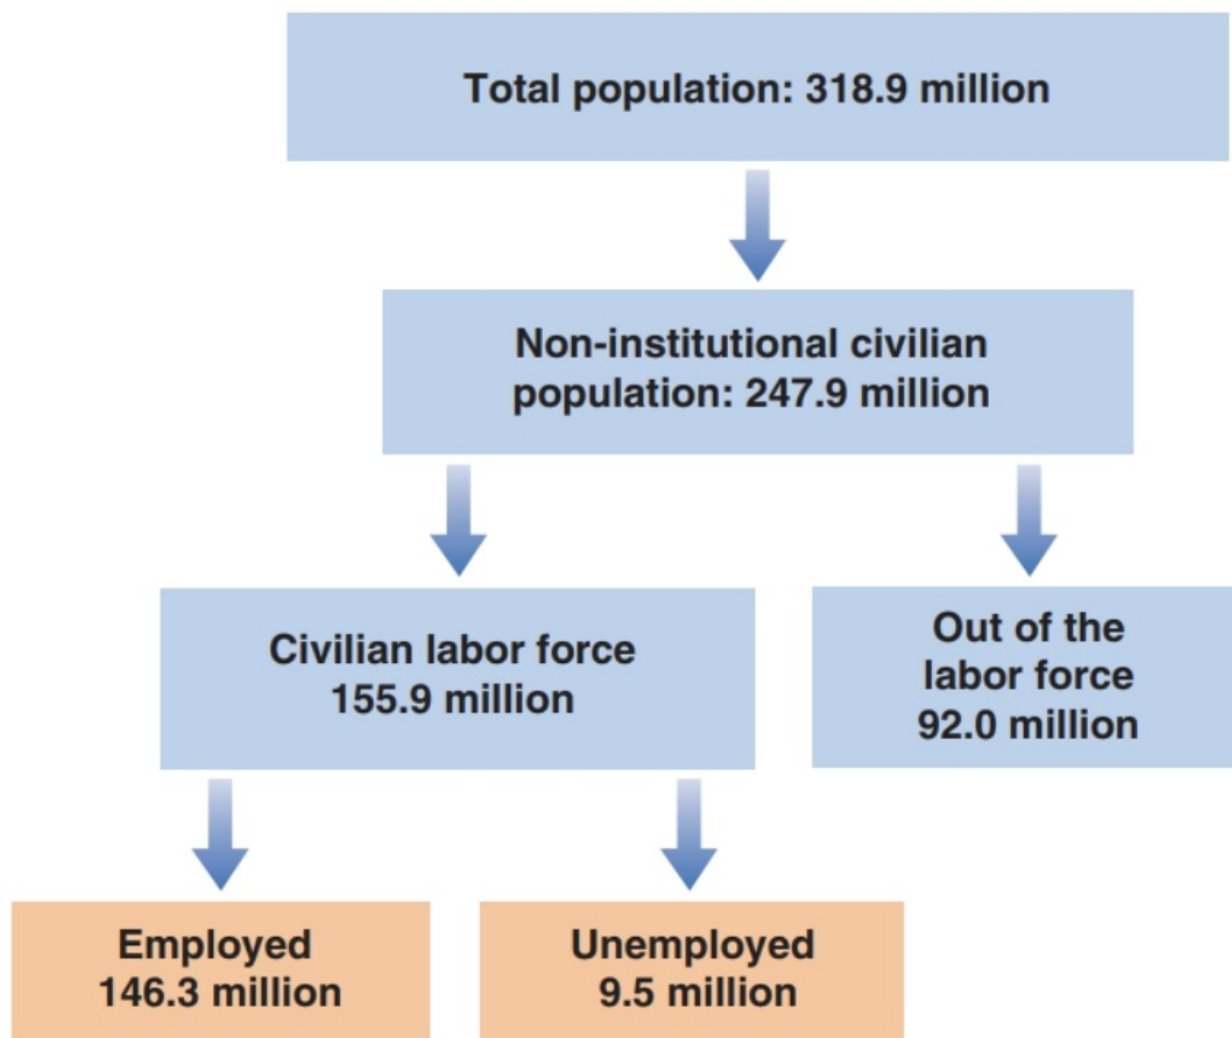 Total population: 318.9 million
Non-institutional civilian
population: 247.9 million
Civilian labor force
155.9 million
Out of the
labor force
92.0 million
Employed
146.3 million
Unemployed
9.5 million